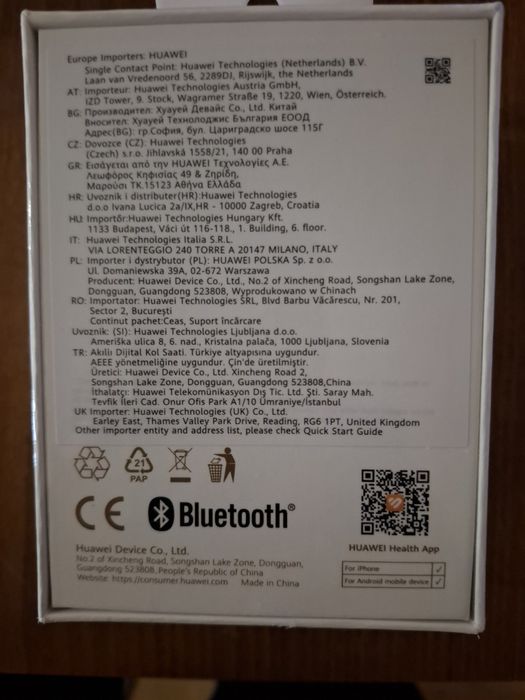 Europe Importers: HUAWEI
Single Contact Point: Huawei Technologies (Netherlands) B.V.
Laan van Vredenoord 56, 2289DJ, Rijswijk, the Netherlands
AT: Importeur: Huawei Technologies Austria GmbH,
IZD Tower, 9. Stock, Wagramer Straße 19, 1220, Wien, Österreich.
BG: Производител: Хуауей Девайс Co., Ltd. Китай
Вносител: Хуауей Технолоджис България ЕООД
Адрес(BG): гр.София, бул. Цариградско шосе 115Г
CZ: Dovozce (CZ): Huawei Technologies
(Czech) s.r.o. Jihlavská 1558/21, 140 00 Praha
GR: Εισάγεται από την HUAWEI Τεχνολογίες Α.Ε.
Λεωφόρος Κηφισίας 49 & Ζηρίδη,
Μαρούσι ΤΚ.15123 Αθήνα Ελλάδα
HR: Uvoznik i distributer(HR):Huawei Technologies
d.o.o Ivana Lucica 2a/IX,HR - 10000 Zagreb, Croatia
HU: Importőr:Huawei Technologies Hungary Kft.
1133 Budapest, Váci út 116-118., 1. Building, 6. floor.
IT: Huawei Technologies Italia S.R.L.
VIA LORENTEGGIO 240 TORRE A 20147 MILANO, ITALY
PL: Importer i dystrybutor (PL): HUAWEI POLSKA Sp. z o.o.
Ul. Domaniewska 39A, 02-672 Warszawa
Producent: Huawei Device Co., Ltd., No.2 of Xincheng Road, Songshan Lake Zone,
Dongguan, Guangdong 523808, Wyprodukowano w Chinach
RO: Importator: Huawei Technologies SRL, Blvd Barbu Văcărescu, Nr. 201,
Sector 2, București
Continut pachet:Ceas, Suport încărcare
Uvoznik: (SI): Huawei Technologies Ljubljana d.o.o.
Ameriška ulica 8, 6. nad., Kristalna palača, 1000 Ljubljana, Slovenia
TR: Akıllı Dijital Kol Saati. Türkiye altyapısına uygundur.
AEEE yönetmeliğine uygundur. Çin'de üretilmiştir.
Üretici: Huawei Device Co., Ltd. Xincheng Road 2,
Songshan Lake Zone, Dongguan, Guangdong 523808,China
İthalatçı: Huawei Telekomünikasyon Dış Tic. Ltd. Şti. Saray Mah.
Tevfik İleri Cad. Onur Ofis Park A1/10 Ümraniye/İstanbul
UK Importer: Huawei Technologies (UK) Co., Ltd.
Earley East, Thames Valley Park Drive, Reading, RG6 1PT, United Kingdom
Other importer entity and address list, please check Quick Start Guide
21
PAP
CE Bluetooth®
Huawei Device Co., Ltd.
No.2 of Xincheng Road, Songshan Lake Zone, Dongguan,
Guangdong 523808, People's Republic of China
Website: https://consumer.huawei.com Made in China
HUAWEI Health App
For iPhone ✓
For Android mobile device ✓